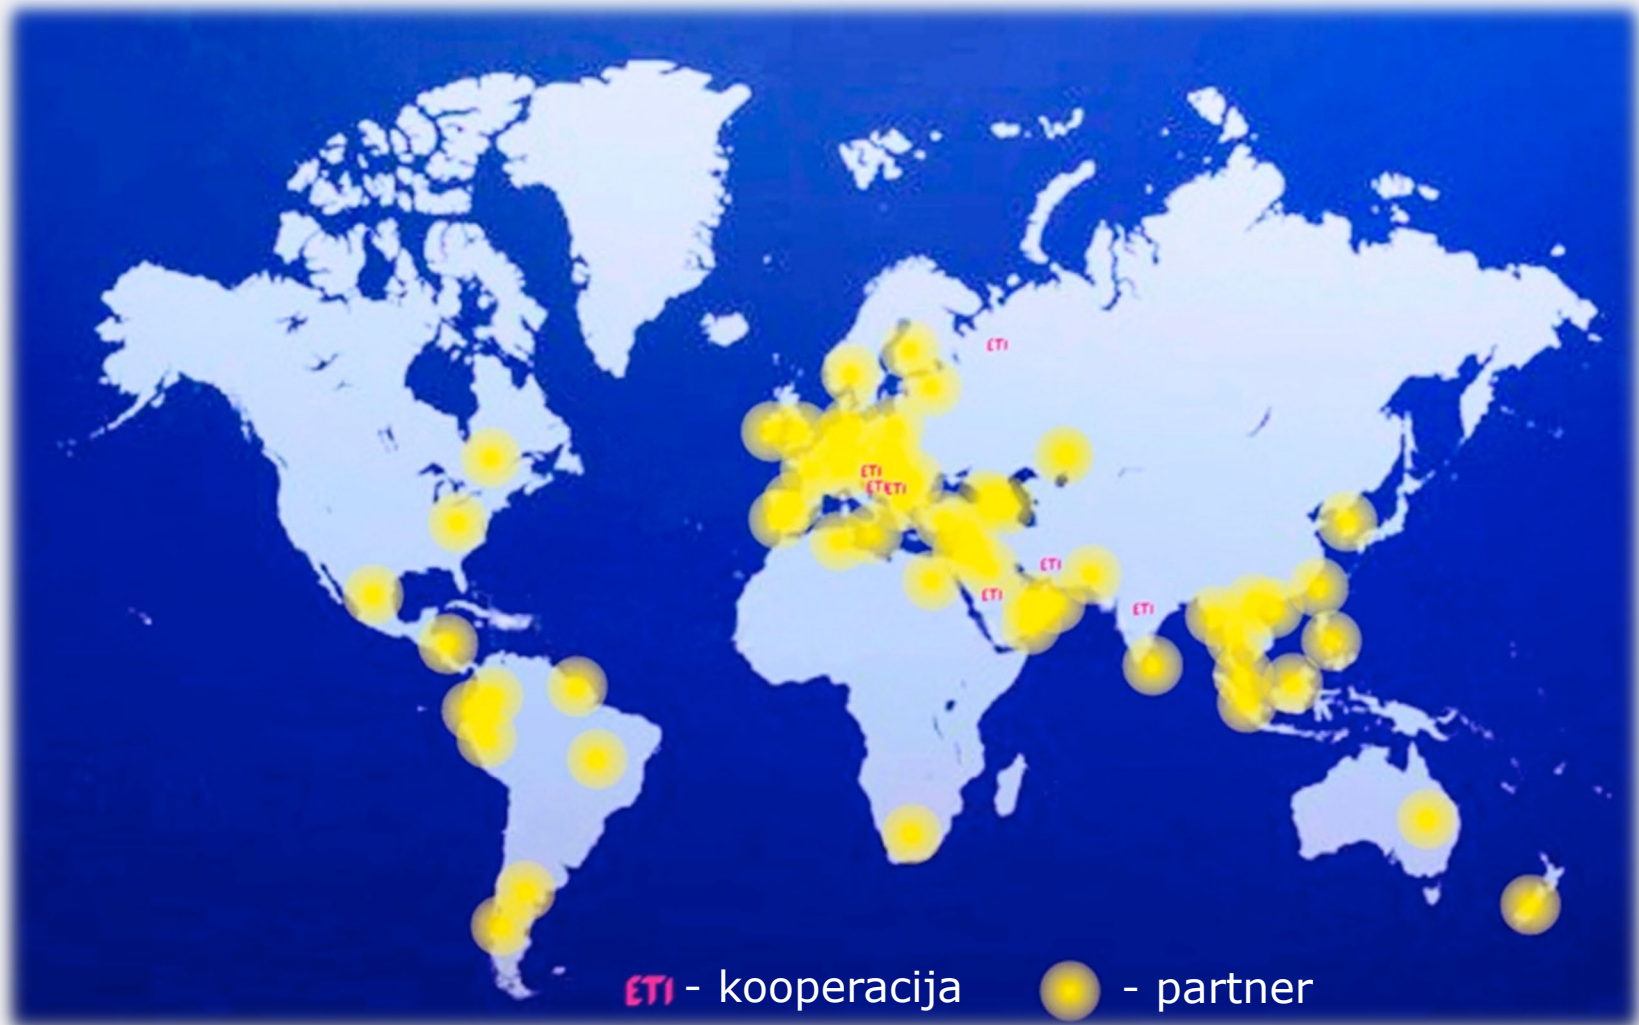 ETI
ETI
ETI ETI
ETI
ETI
ETI
ETI - kooperacija - partner